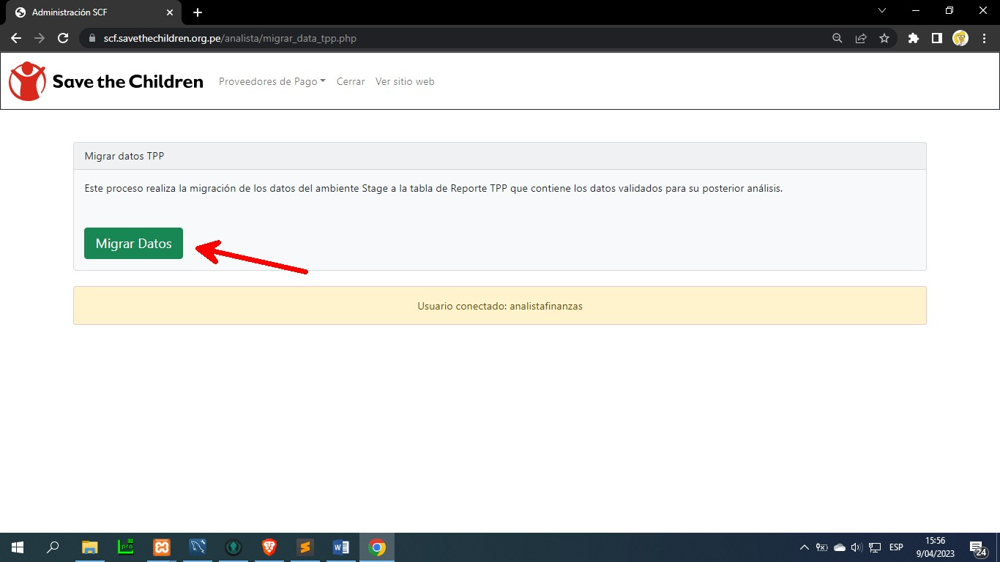 Administración SCF
scf.savethechildren.org.pe/analista/migrar_data_tpp.php
Save the Children
Proveedores de Pago Cerrar Ver sitio web
Migrar datos TPP
Este proceso realiza la migración de los datos del ambiente Stage a la tabla de Reporte TPP que contiene los datos validados para su posterior análisis.
Migrar Datos
Usuario conectado: analistafinanzas
ESP
15:56
9/04/2023
24